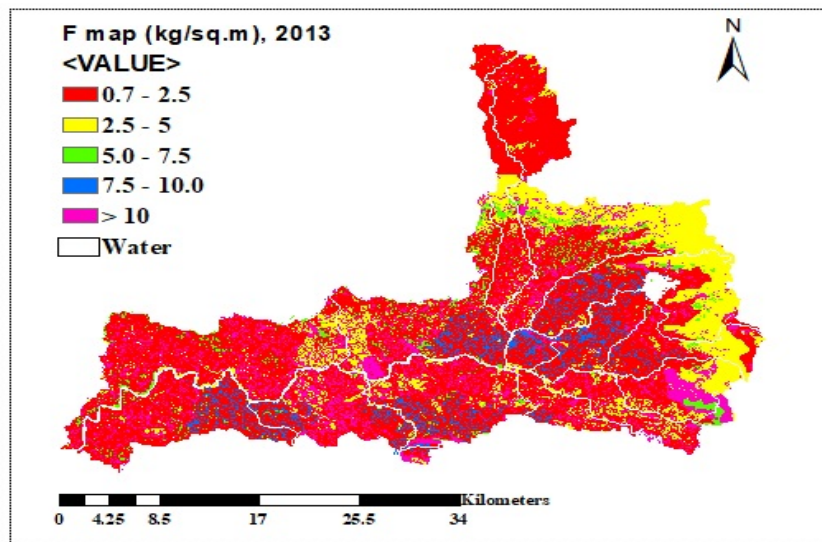 F map (kg/sq.m), 2013
<VALUE>
0.7 - 2.5
2.5 - 5
5.0 - 7.5
7.5 - 10.0
> 10
Water
N
Kilometers
0 4.25 8.5 17 25.5 34